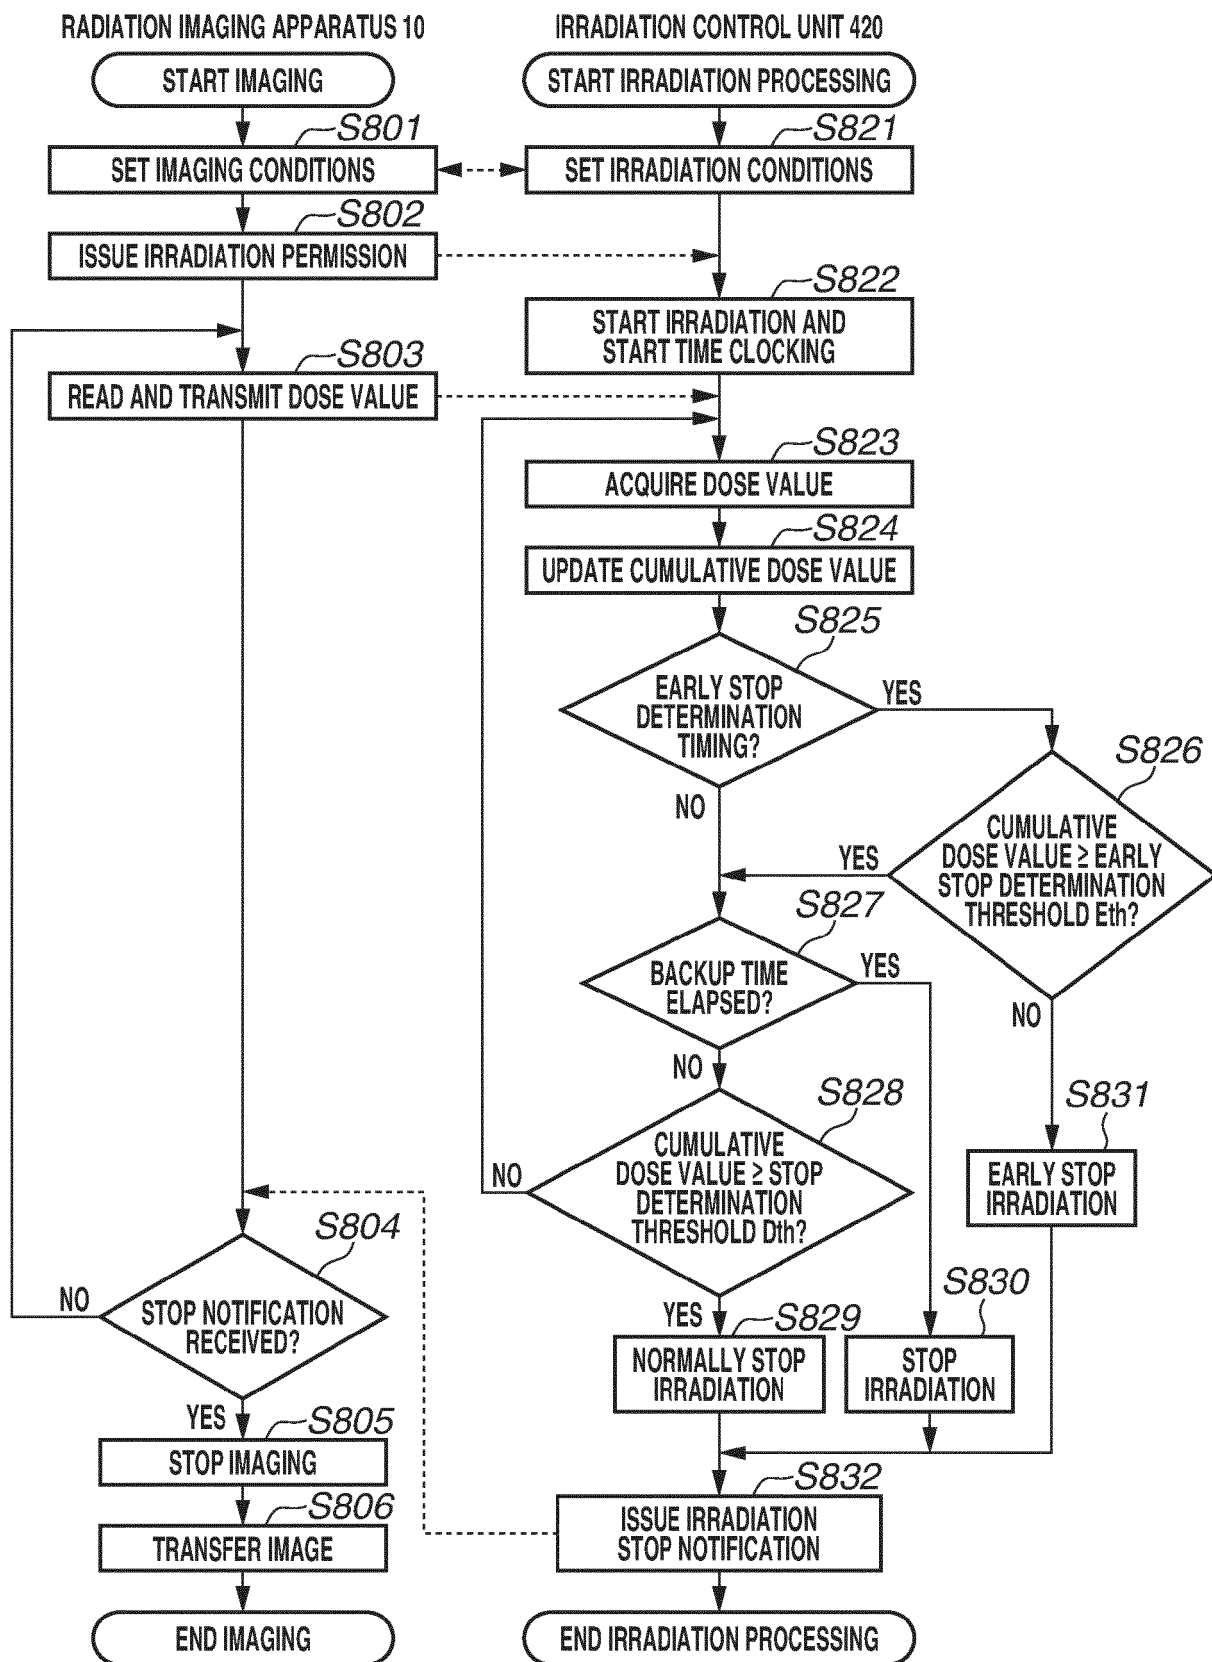 RADIATION IMAGING APPARATUS 10
START IMAGING
S801
SET IMAGING CONDITIONS
S802
ISSUE IRRADIATION PERMISSION
S803
READ AND TRANSMIT DOSE VALUE
S804
STOP NOTIFICATION
RECEIVED?
NO
YES
S805
STOP IMAGING
S806
TRANSFER IMAGE
END IMAGING
IRRADIATION CONTROL UNIT 420
START IRRADIATION PROCESSING
S821
SET IRRADIATION CONDITIONS
S822
START IRRADIATION AND
START TIME CLOCKING
S823
ACQUIRE DOSE VALUE
S824
UPDATE CUMULATIVE DOSE VALUE
S825
EARLY STOP
DETERMINATION
TIMING?
YES
NO
S826
CUMULATIVE
DOSE VALUE ≥ EARLY
STOP DETERMINATION
THRESHOLD Eth?
YES
NO
S827
BACKUP TIME
ELAPSED?
YES
NO
S828
CUMULATIVE
DOSE VALUE ≥ STOP
DETERMINATION
THRESHOLD Dth?
NO
YES
S829
NORMALLY STOP
IRRADIATION
S830
STOP
IRRADIATION
S831
EARLY STOP
IRRADIATION
S832
ISSUE IRRADIATION
STOP NOTIFICATION
END IRRADIATION PROCESSING